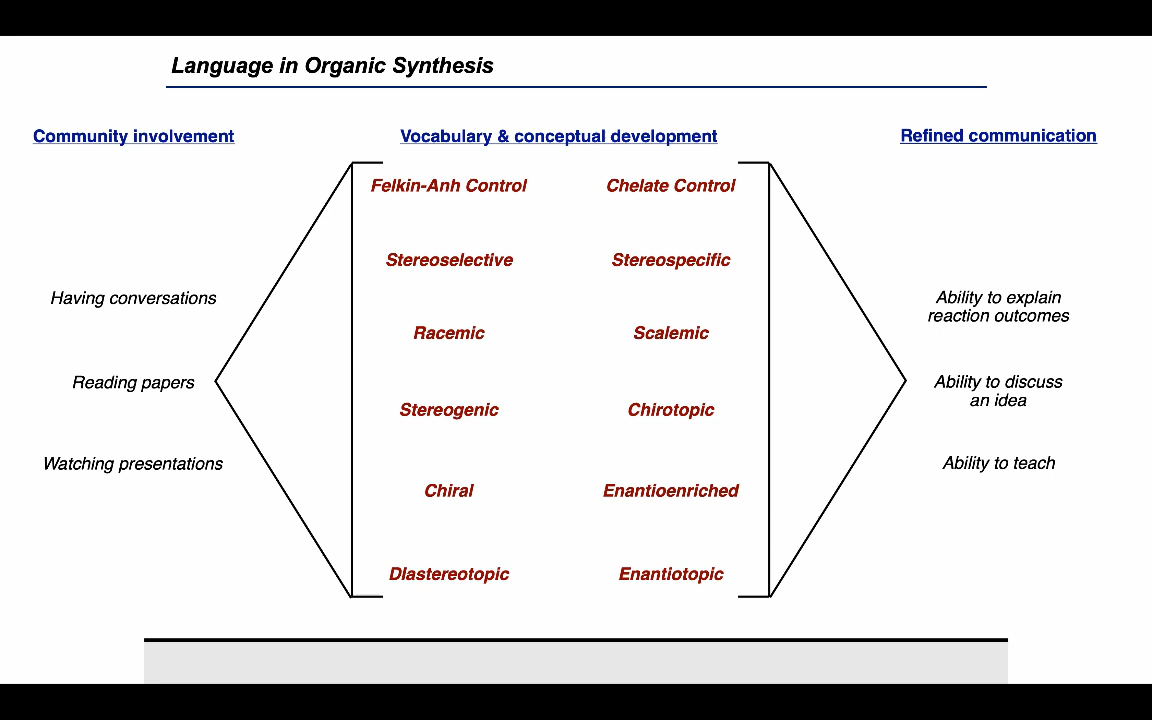 Language in Organic Synthesis
Community involvement
Vocabulary & conceptual development
Refined communication
Felkin-Anh Control
Chelate Control
Stereoselective
Stereospecific
Having conversations
Ability to explain
reaction outcomes
Racemic
Scalemic
Reading papers
Ability to discuss
an idea
Stereogenic
Chirotopic
Watching presentations
Ability to teach
Chiral
Enantioenriched
DIastereotopic
Enantiotopic